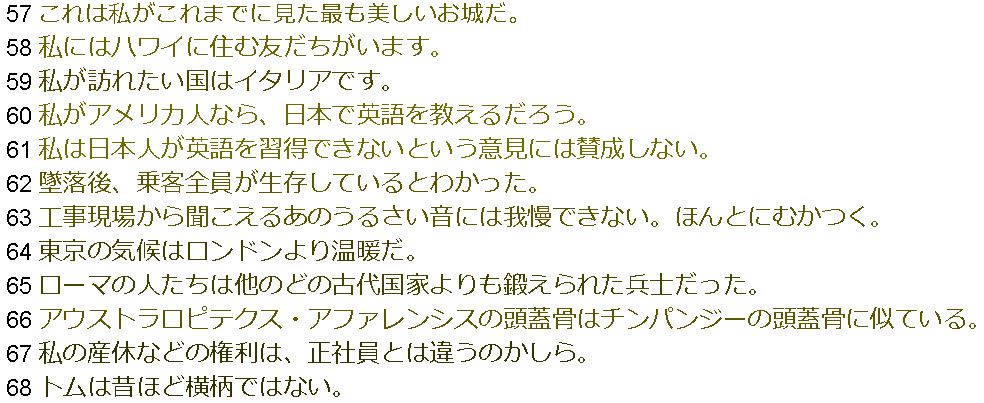 57 これは私がこれまでに見た最も美しいお城だ。
58 私にはハワイに住む友だちがいます。
59 私が訪れたい国はイタリアです。
60 私がアメリカ人なら、日本で英語を教えるだろう。
61 私は日本人が英語を習得できないという意見には賛成しない。
62 墜落後、乗客全員が生存しているとわかった。
63 工事現場から聞こえるあのうるさい音には我慢できない。ほんとにむかつく。
64 東京の気候はロンドンより温暖だ。
65 ローマの人たちは他のどの古代国家よりも鍛えられた兵士だった。
66 アウストラロピテクス・アファレンシスの頭蓋骨はチンパンジーの頭蓋骨に似ている。
67 私の産休などの権利は、正社員とは違うのかしら。
68 トムは昔ほど横柄ではない。